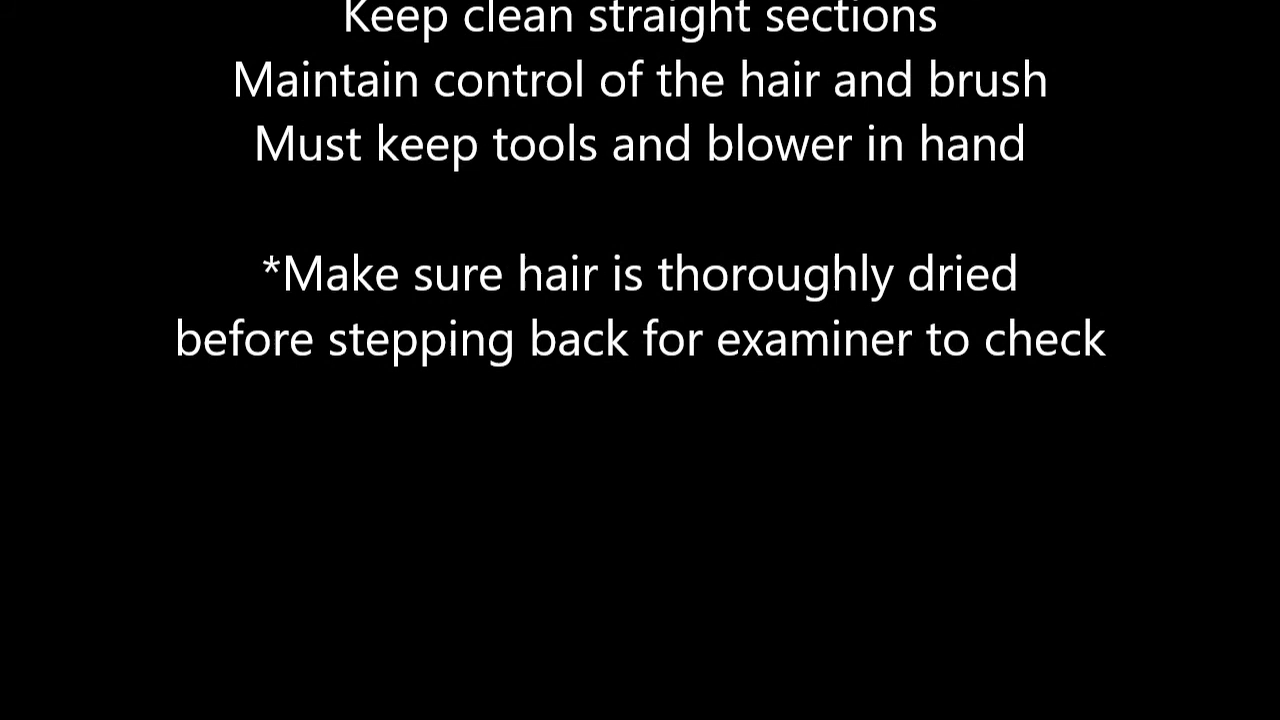 Keep clean straight sections
Maintain control of the hair and brush
Must keep tools and blower in hand
*Make sure hair is thoroughly dried
before stepping back for examiner to check